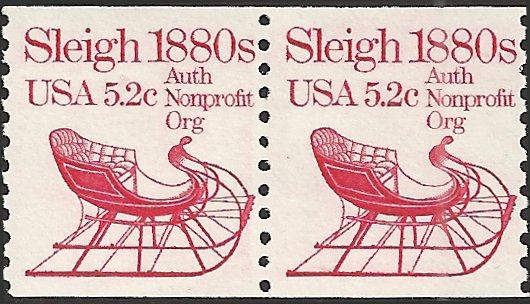 Sleigh 1880s
USA 5.2c
Auth
Nonprofit
Org
Sleigh 1880s
USA 5.2c
Auth
Nonprofit
Org